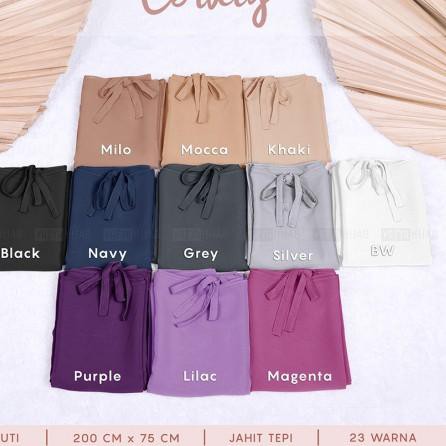 Milo Mocca Khaki
Black Navy Grey Silver BW
Purple Lilac Magenta
UTI | 200 CM x 75 CM | JAHIT TEPI | 23 WARNA